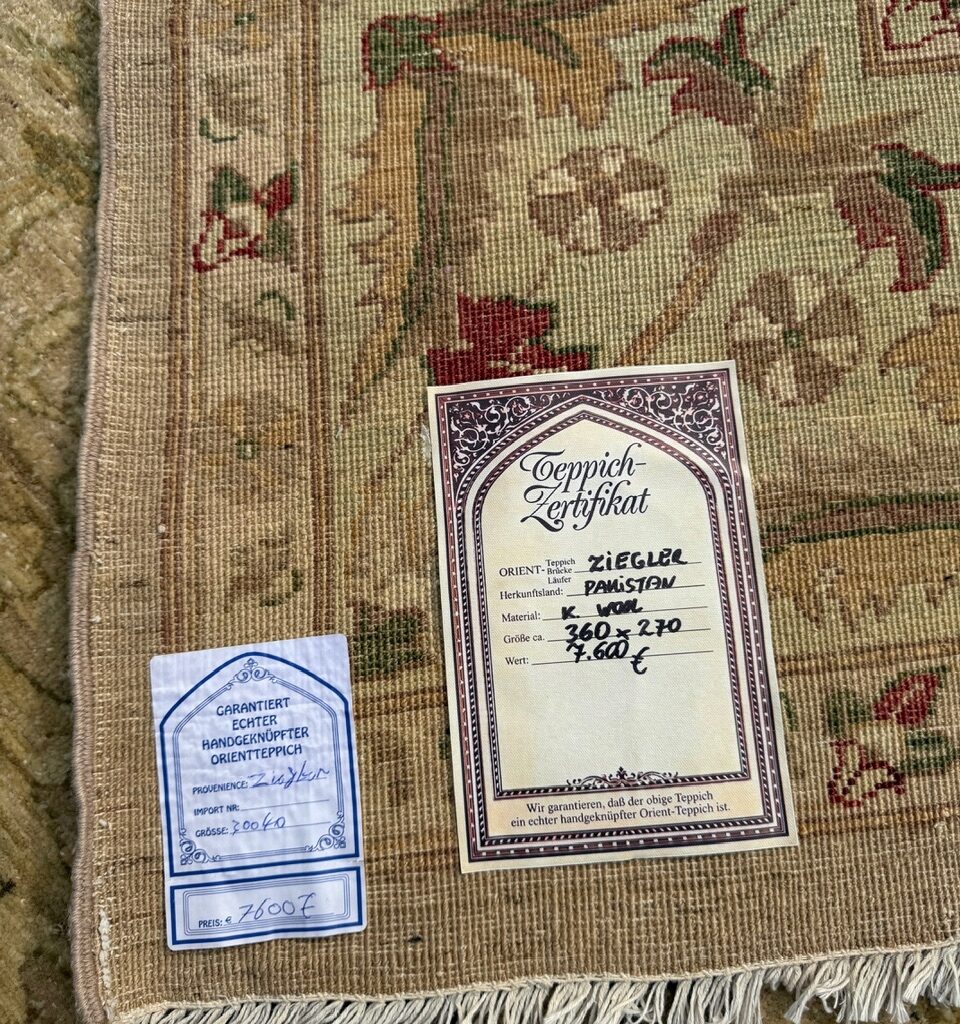 Teppich-
Zertifikat
ORIENT- Teppich Brücke Läufer ZIEGLER
Herkunftsland: PAKISTAN
Material: K. WOOL
Größe ca. 360 x 270
Wert: 7.600 €
Wir garantieren, daß der obige Teppich
ein echter handgeknüpfter Orient-Teppich ist.
GARANTIERT
ECHTER
HANDGEKNÜPFTER
ORIENTTEPPICH
PROVENIENCE: Ziegler
IMPORT NR:
GRÖSSE:
PREIS: € 7600 €